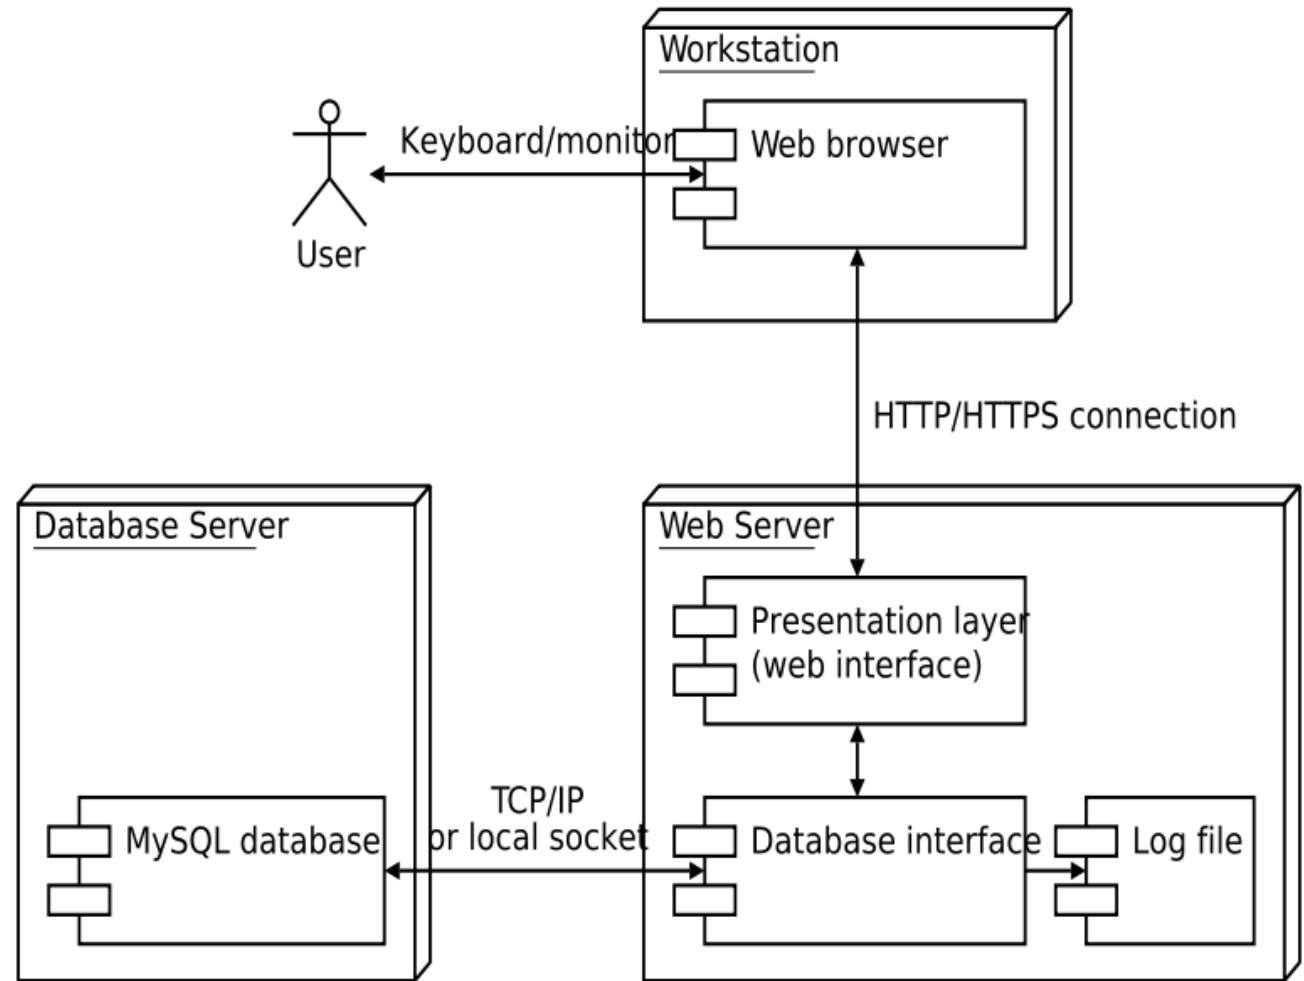 Workstation
Keyboard/monitor
Web browser
User
HTTP/HTTPS connection
Database Server
Web Server
Presentation layer
(web interface)
TCP/IP
or local socket
MySQL database
Database interface
Log file